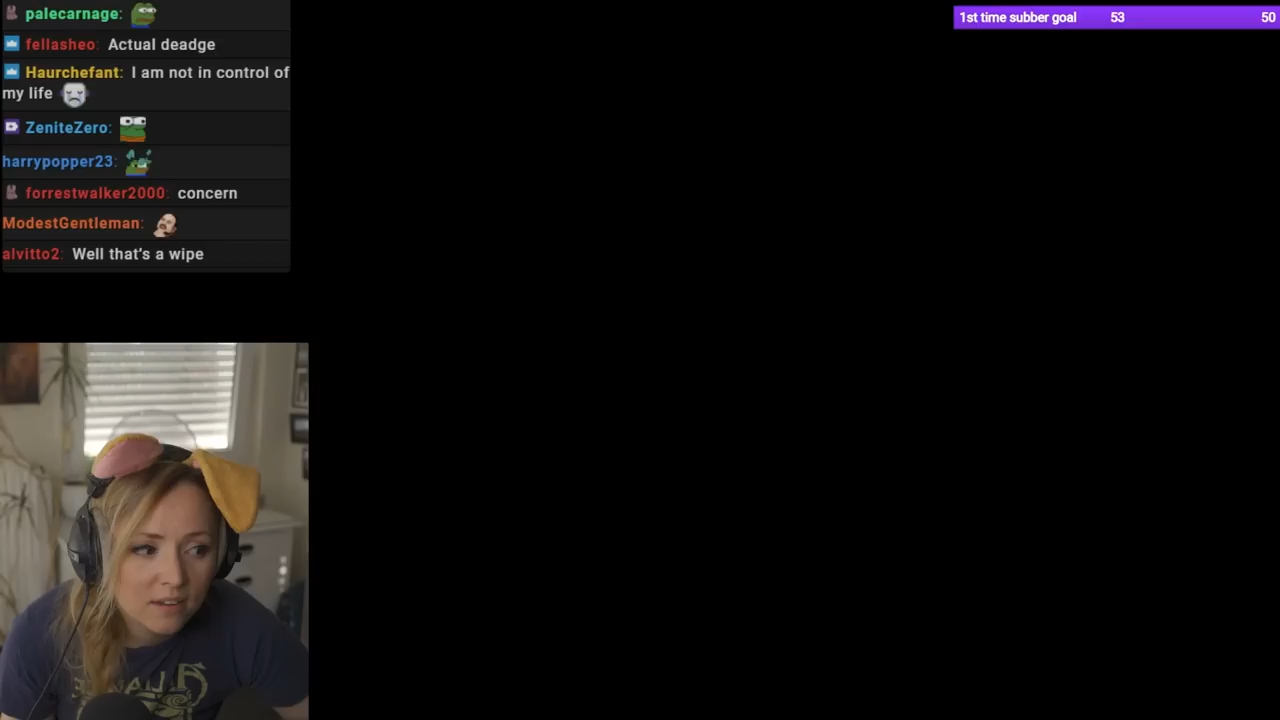 palecarnage:
fellasheo: Actual deadge
Haurchefant: I am not in control of
my life
ZeniteZero:
harrypopper23:
forrestwalker2000: concern
ModestGentleman:
alvitto2: Well that's a wipe
1st time subber goal 53 50